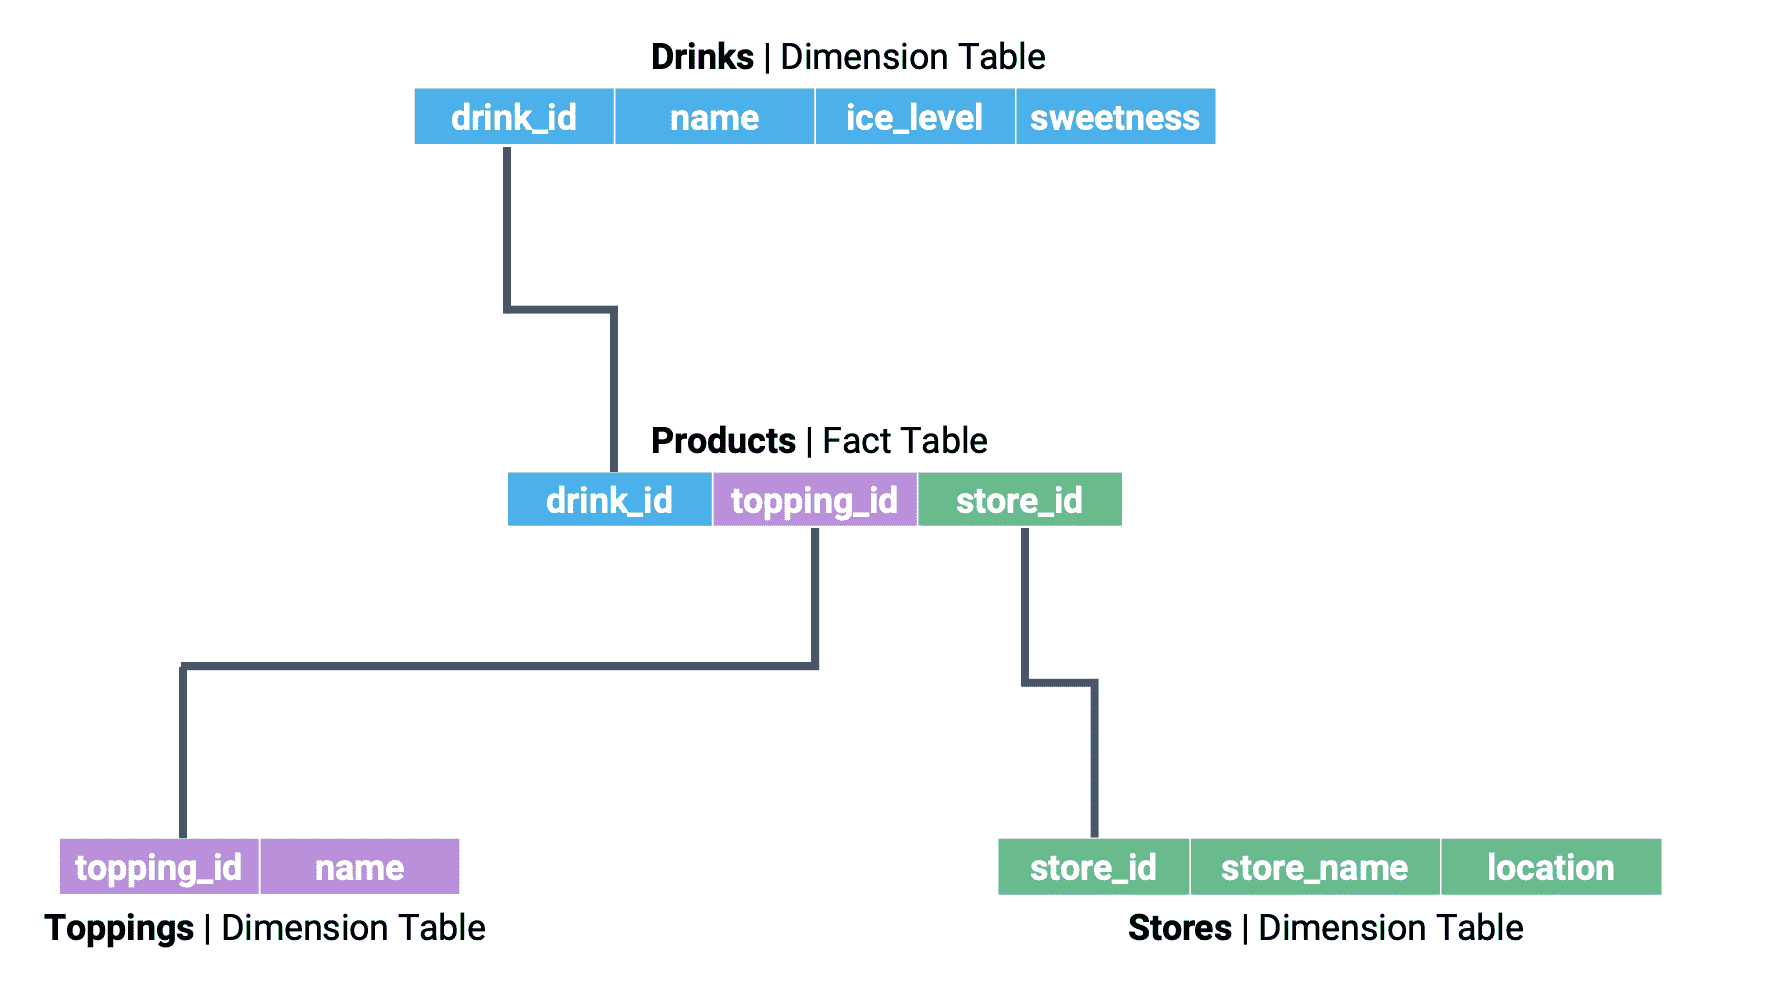 Drinks | Dimension Table
drink_id name ice_level sweetness
Products | Fact Table
drink_id topping_id store_id
topping_id name
Toppings | Dimension Table
store_id store_name location
Stores | Dimension Table